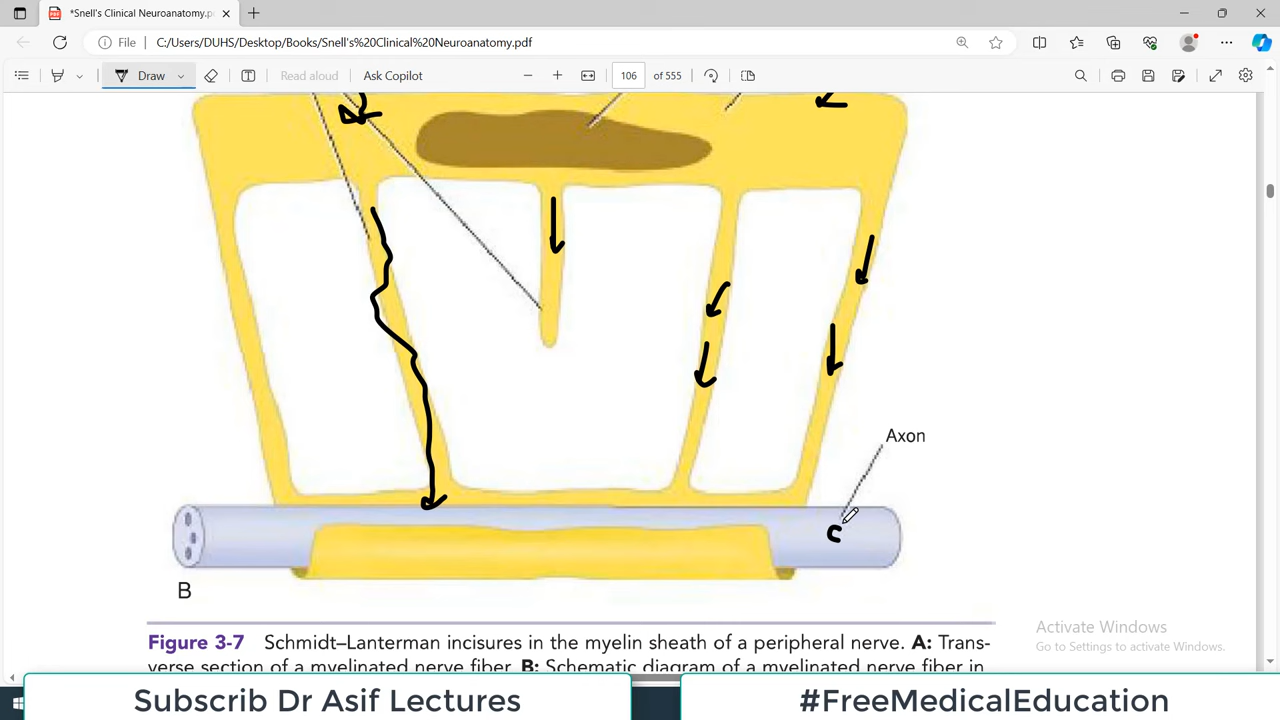 *Snell's Clinical Neuroanatomy.p
File
C:/Users/DUHS/Desktop/Books/Snell's%20Clinical%20Neuroanatomy.pdf
Draw
Read aloud
Ask Copilot
106 of 555
Axon
c
B
Figure 3-7 Schmidt–Lanterman incisures in the myelin sheath of a peripheral nerve. A: Trans-
verse section of a myelinated nerve fiber. B: Schematic diagram of a myelinated nerve fiber in
Activate Windows
Go to Settings to activate Windows.
Subscrib Dr Asif Lectures
#FreeMedicalEducation